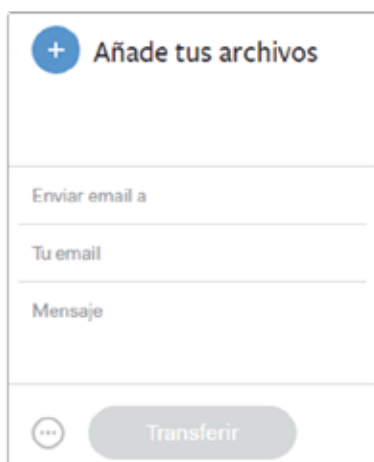 Añade tus archivos
Enviar email a
Tu email
Mensaje
Transferir